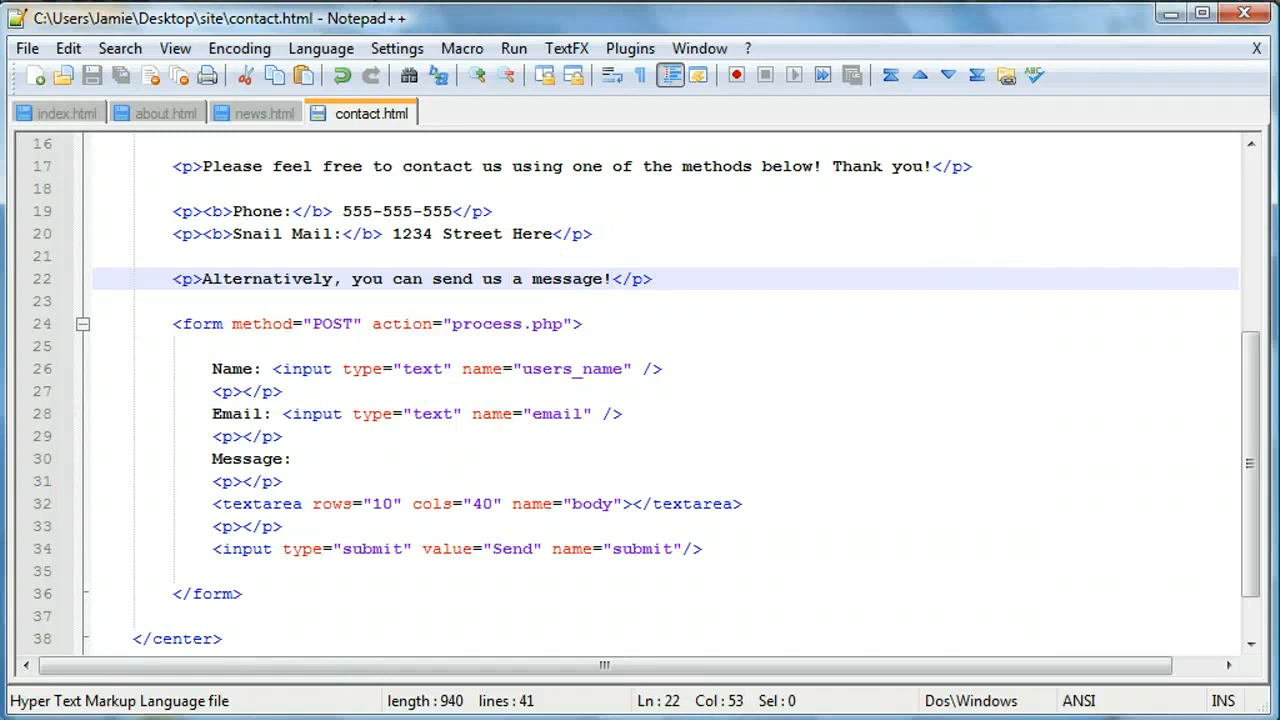 C:\Users\Jamie\Desktop\site\contact.html - Notepad++
File Edit Search View Encoding Language Settings Macro Run TextFX Plugins Window ? X
index.html about.html news.html contact.html
16
17 <p>Please feel free to contact us using one of the methods below! Thank you!</p>
18
19 <p><b>Phone:</b> 555-555-555</p>
20 <p><b>Snail Mail:</b> 1234 Street Here</p>
21
22 <p>Alternatively, you can send us a message!</p>
23
24 <form method="POST" action="process.php">
25
26 Name: <input type="text" name="users_name" />
27 <p></p>
28 Email: <input type="text" name="email" />
29 <p></p>
30 Message:
31 <p></p>
32 <textarea rows="10" cols="40" name="body"></textarea>
33 <p></p>
34 <input type="submit" value="Send" name="submit"/>
35
36 </form>
37
38 </center>
Hyper Text Markup Language file length : 940 lines : 41 Ln : 22 Col : 53 Sel : 0 Dos\Windows ANSI INS